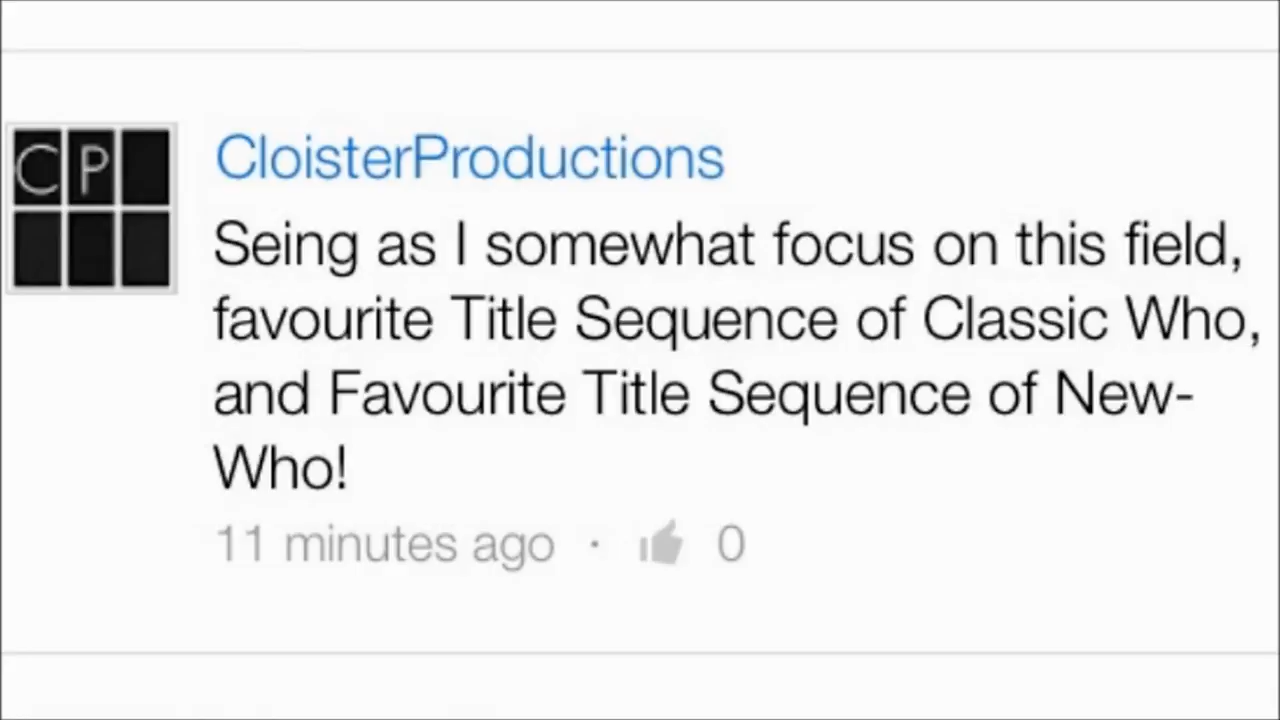 CP
CloisterProductions
Seing as I somewhat focus on this field,
favourite Title Sequence of Classic Who,
and Favourite Title Sequence of New-
Who!
11 minutes ago · 0